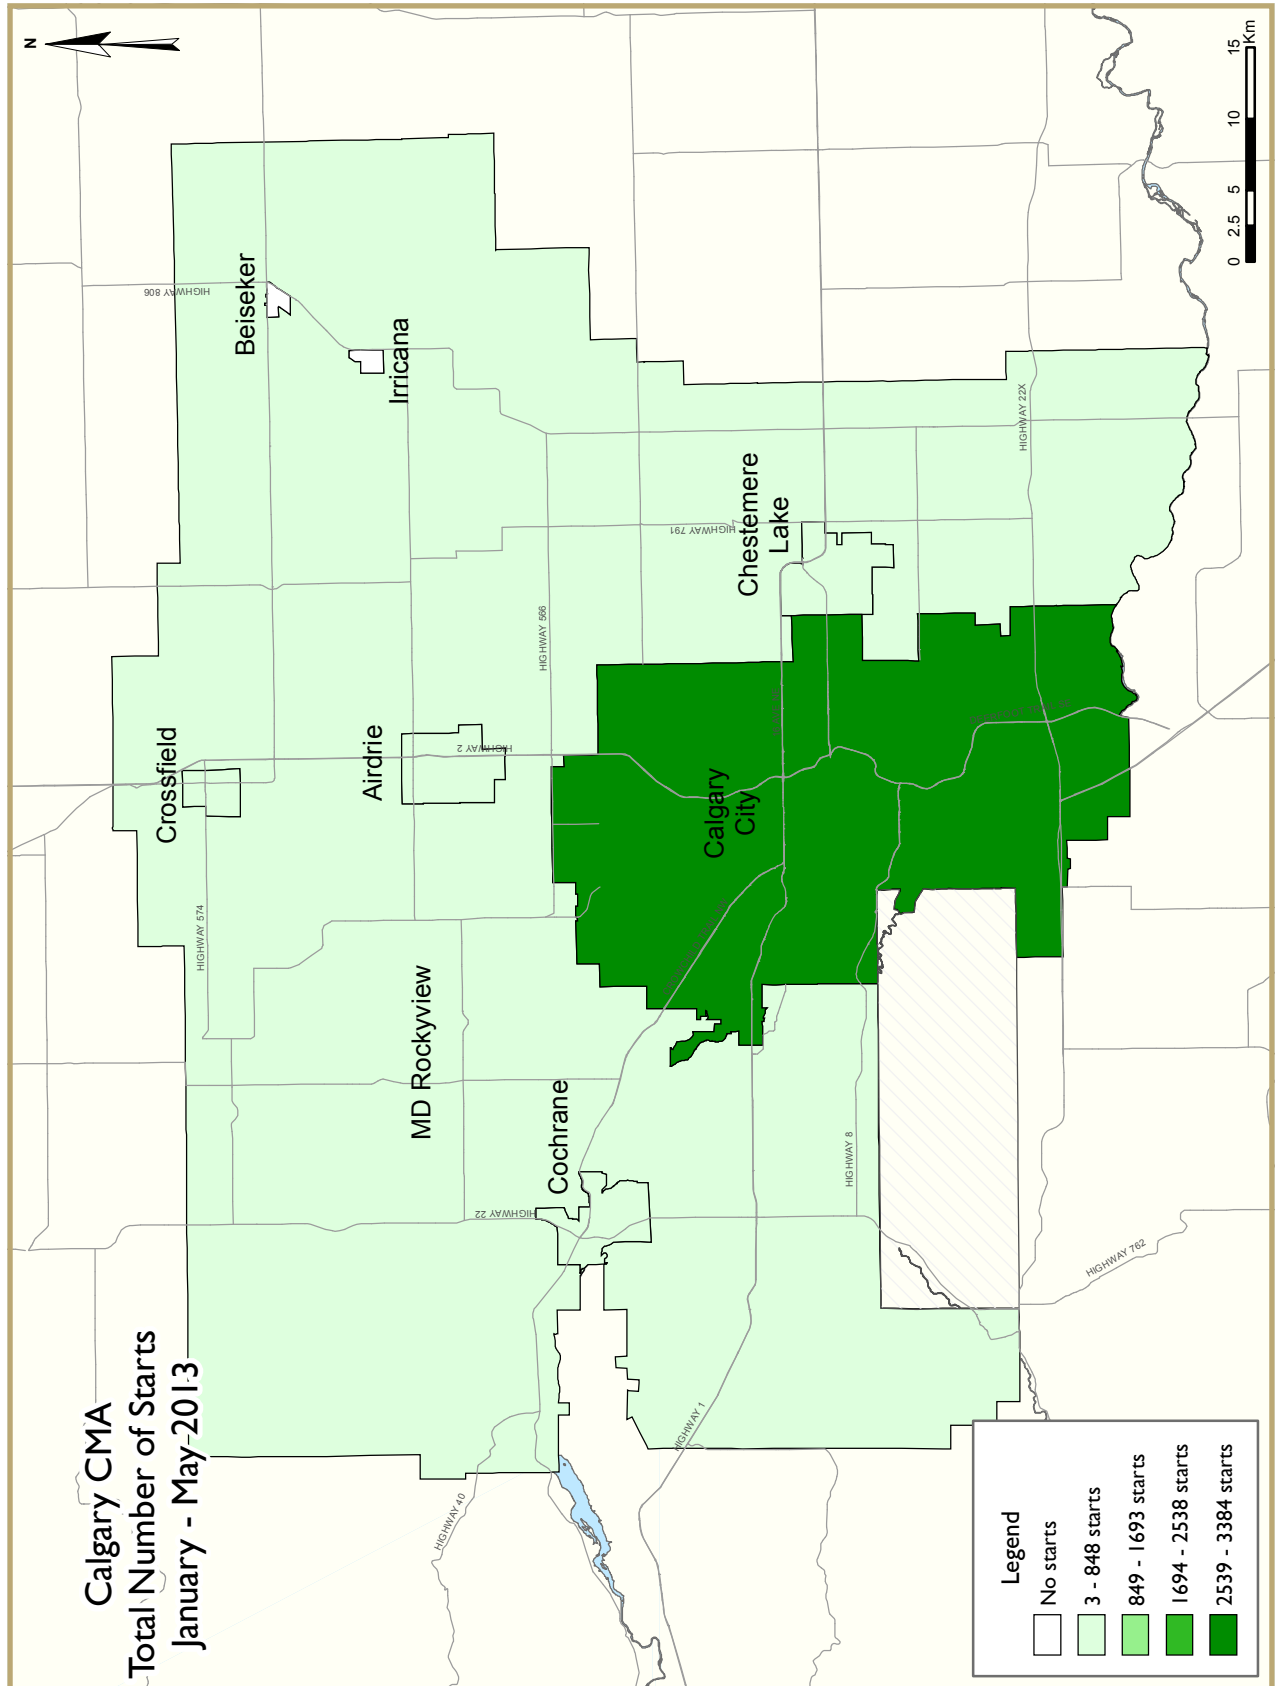 Calgary CMA
Total Number of Starts
January - May 2013
N
Beiseker
Irricana
Crossfield
Airdrie
MD Rockyview
Cochrane
Chestemere
Lake
Calgary
City
HIGHWAY 806
HIGHWAY 574
HIGHWAY 2
HIGHWAY 566
HIGHWAY 791
HIGHWAY 22X
HIGHWAY 22
HIGHWAY 8
HIGHWAY 1
HIGHWAY 40
HIGHWAY 762
Legend
No starts
3 - 848 starts
849 - 1693 starts
1694 - 2538 starts
2539 - 3384 starts
0 2.5 5 10 15
Km